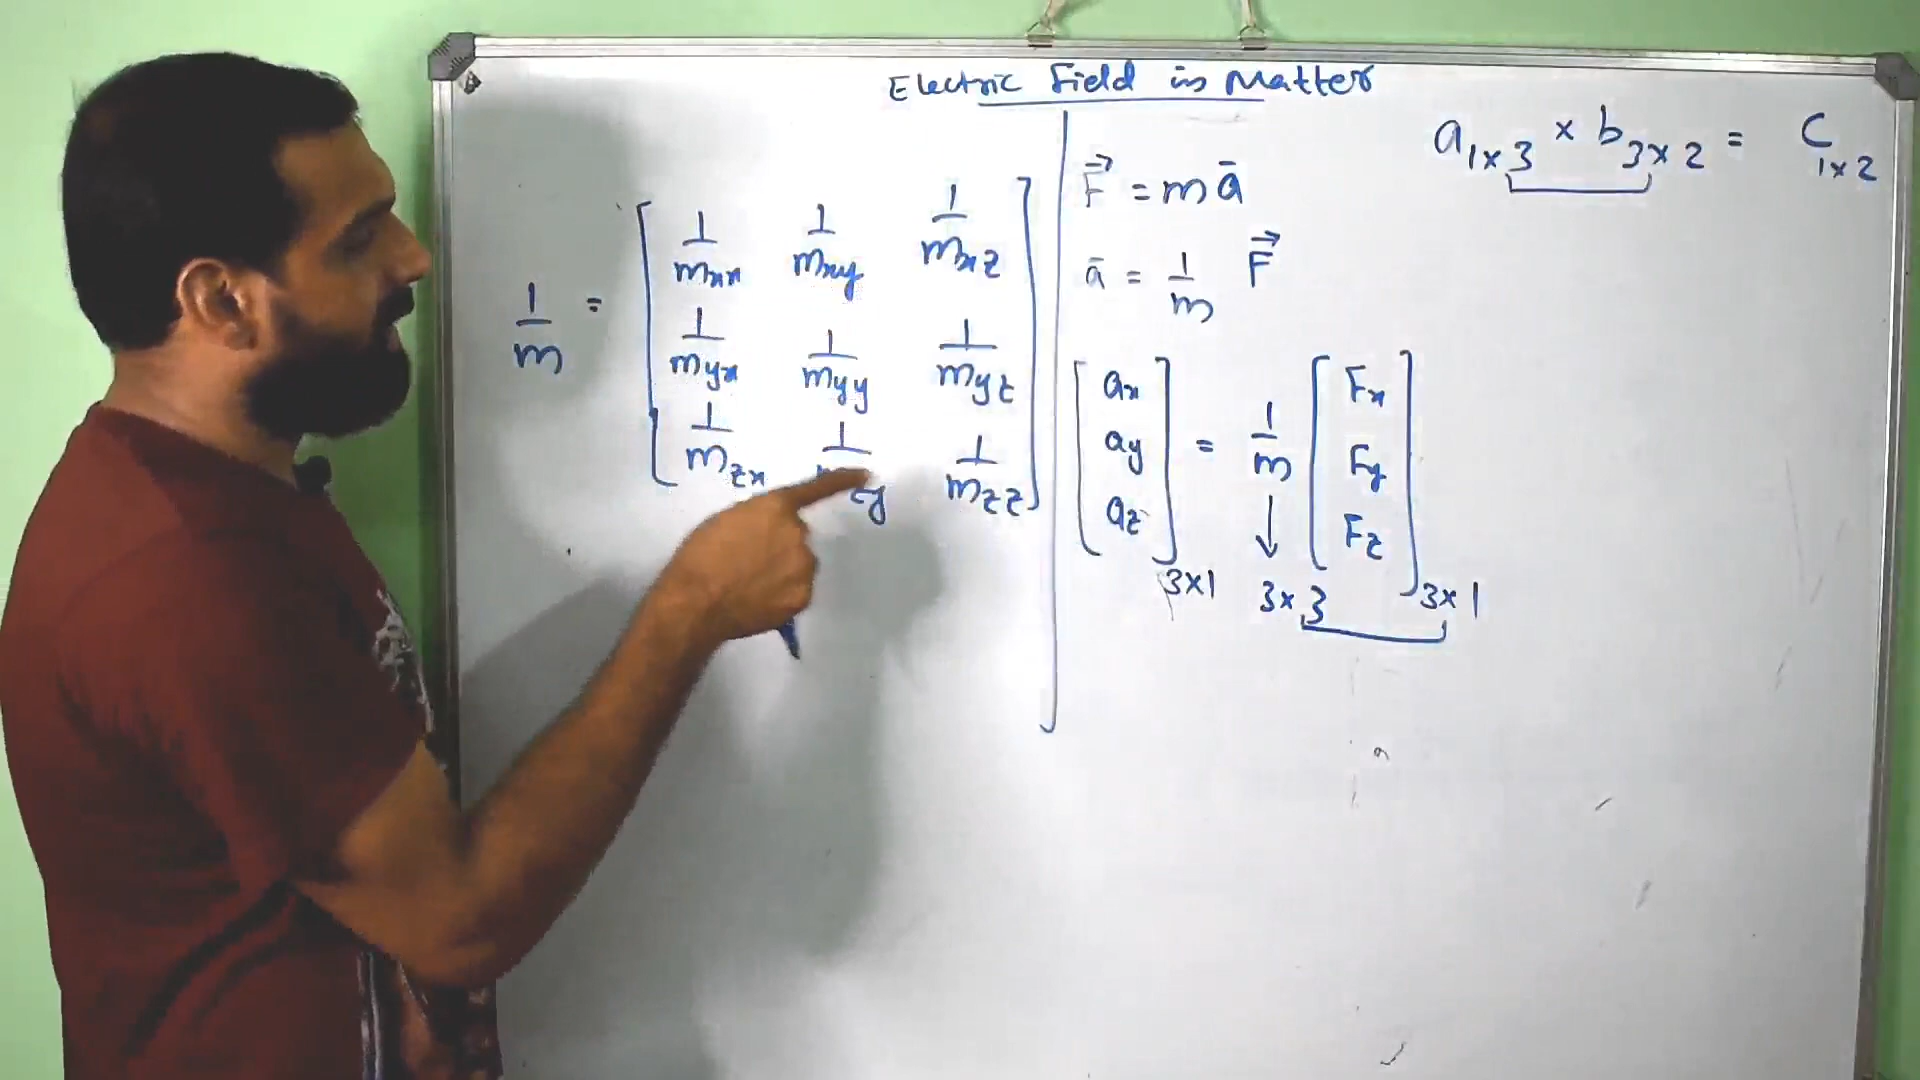 Electric Field in Matter
a₁ₓ₃ × b₃ₓ₂ = C₁ₓ₂
1/m = [ 1/mxx 1/mxy 1/mxz
1/myx 1/myy 1/myz
1/mzx 1/ y 1/mzz ]
F⃗ = m ā
ā = 1/m F⃗
[ ax ay az ] 3x1 = 1/m ↓ 3x3 [ Fx Fy Fz ] 3x1